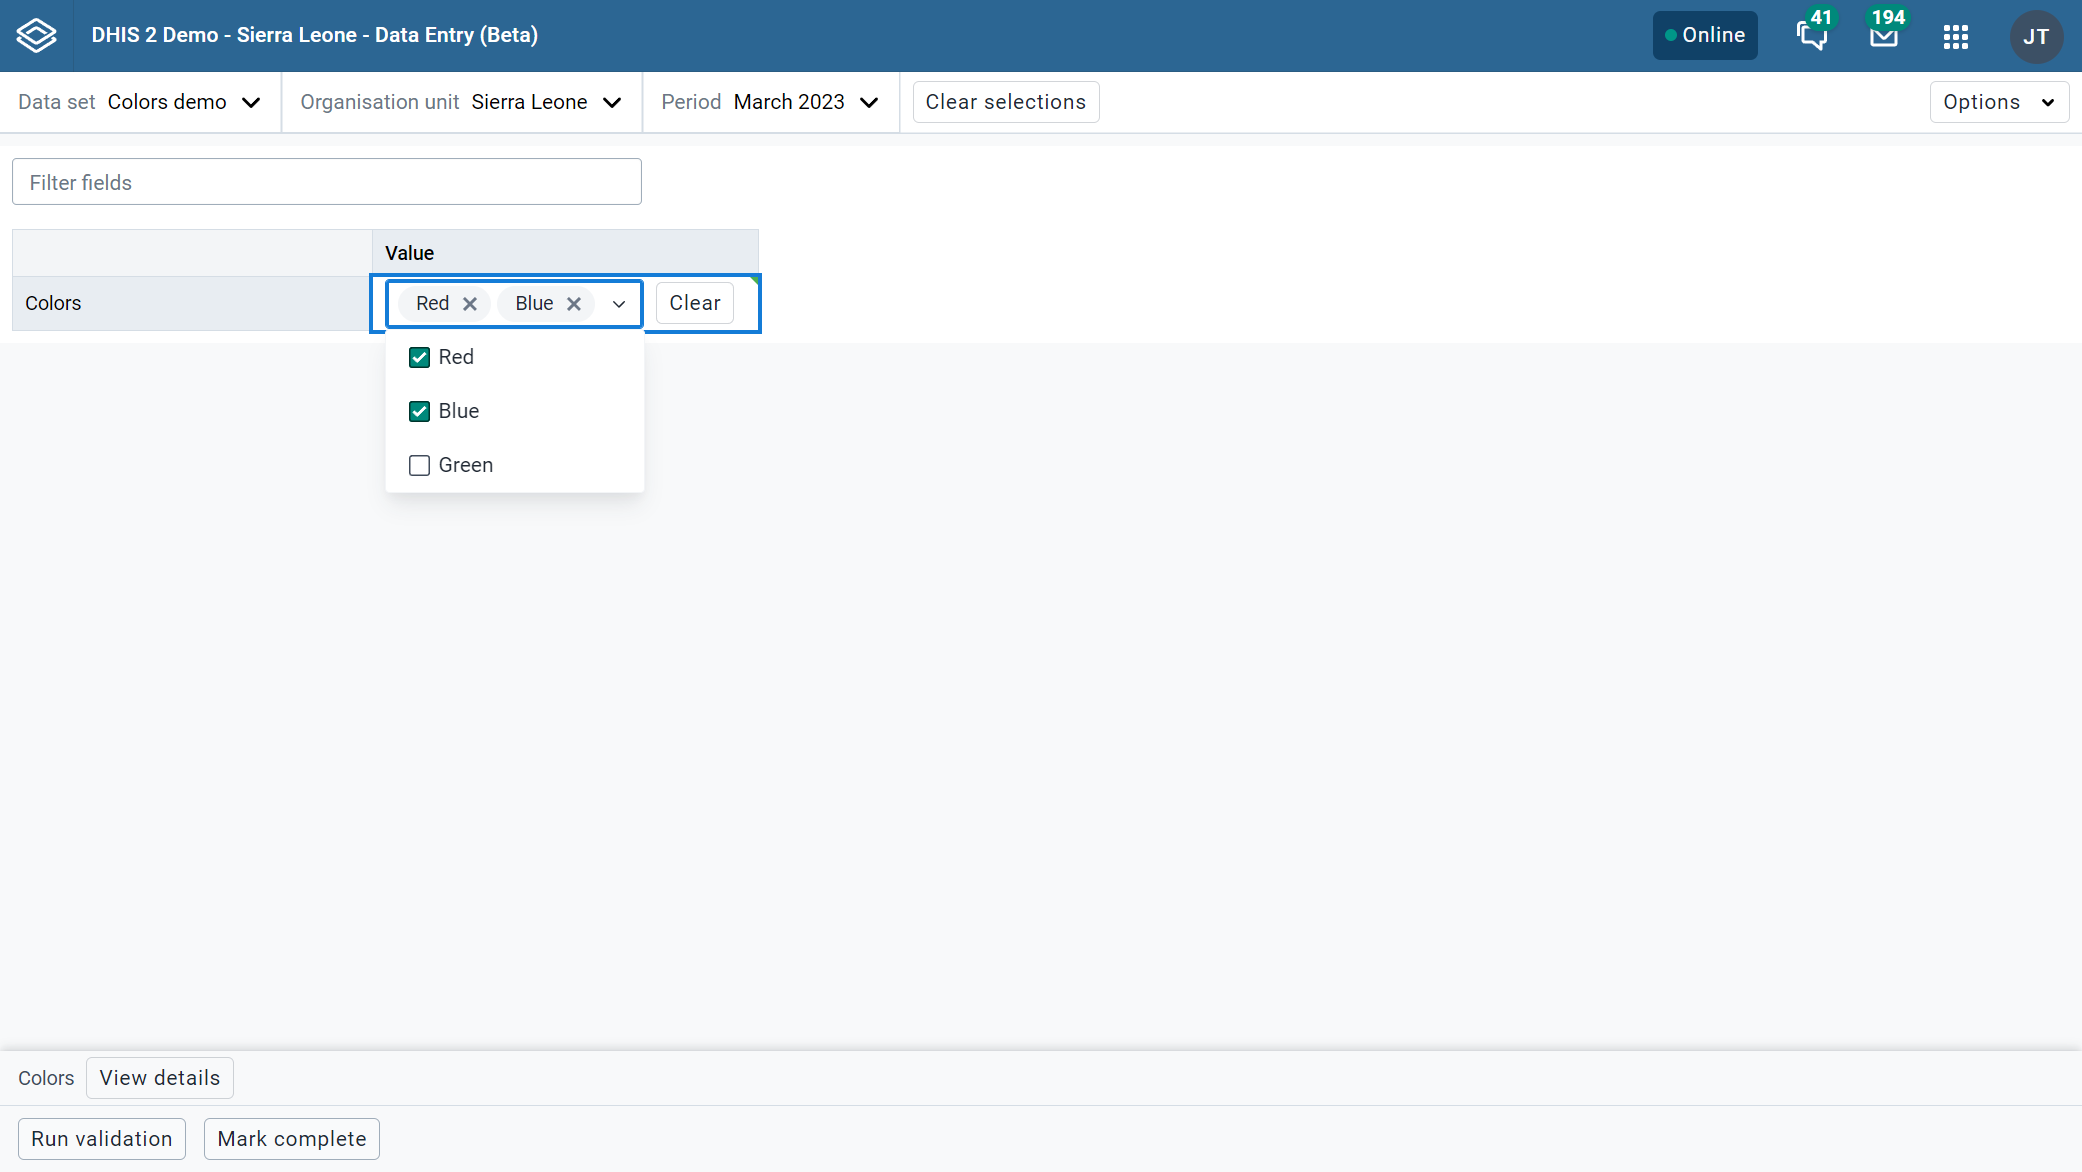 DHIS 2 Demo - Sierra Leone - Data Entry (Beta)
Online
41
194
JT
Data set Colors demo
Organisation unit Sierra Leone
Period March 2023
Clear selections
Options
Filter fields
Value
Colors
Red
Blue
Clear
Red
Blue
Green
Colors
View details
Run validation
Mark complete